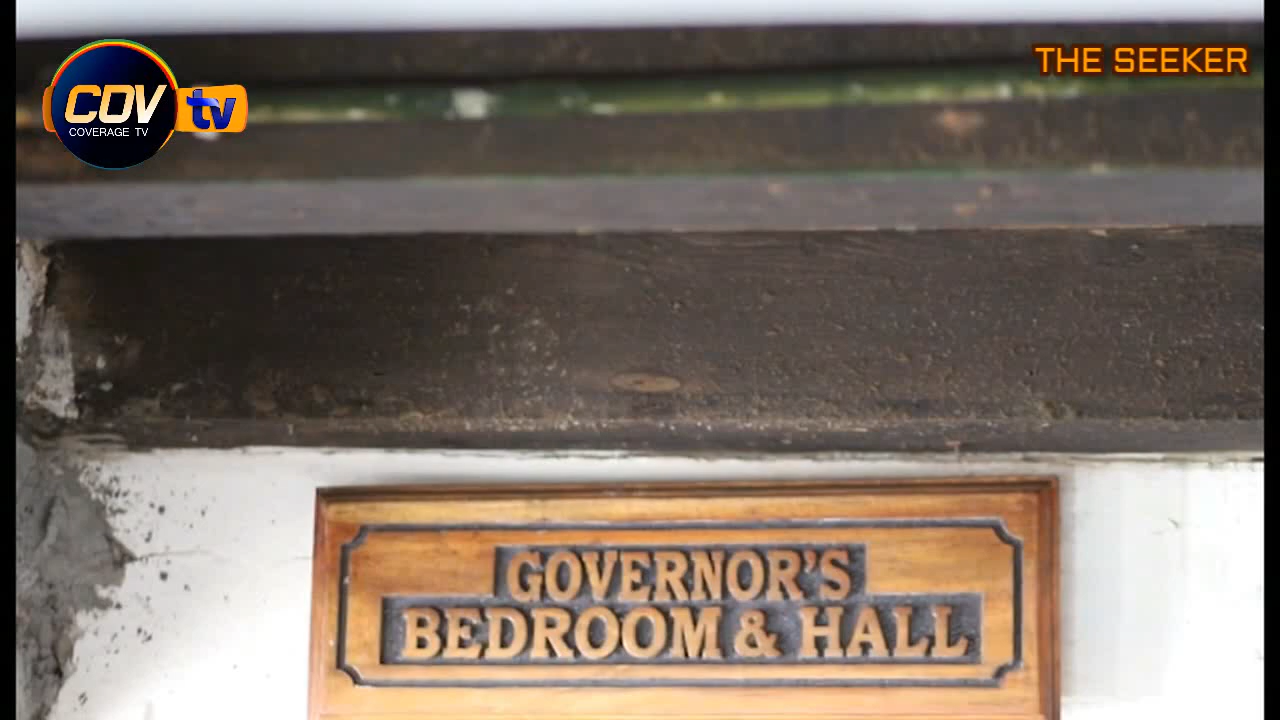 CDV tv
COVERAGE TV
THE SEEKER
GOVERNOR'S
BEDROOM & HALL